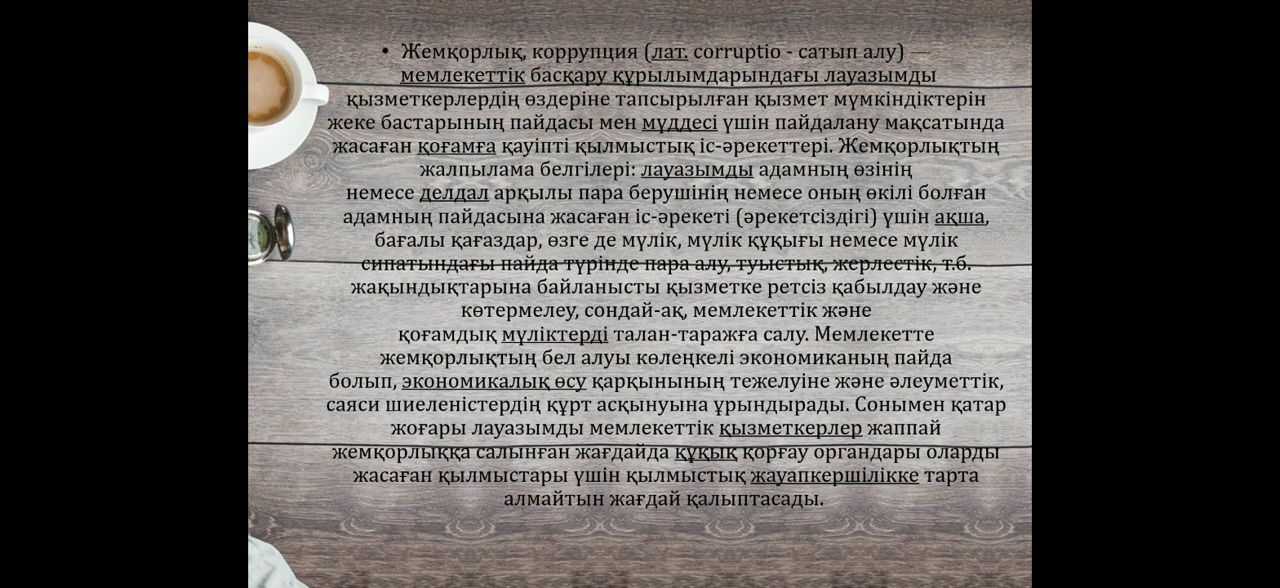 • Жемқорлық, коррупция (лат. corruptio - сатып алу) —
мемлекеттік басқару құрылымдарындағы лауазымды
қызметкерлердің өздеріне тапсырылған қызмет мүмкіндіктерін
жеке бастарының пайдасы мен мүддесі үшін пайдалану мақсатында
жасаған қоғамға қауіпті қылмыстық іс-әрекеттері. Жемқорлықтың
жалпылама белгілері: лауазымды адамның өзінің
немесе делдал арқылы пара берушінің немесе оның өкілі болған
адамның пайдасына жасаған іс-әрекеті (әрекетсіздігі) үшін ақша,
бағалы қағаздар, өзге де мүлік, мүлік құқығы немесе мүлік
сипатындағы пайда түрінде пара алу, туыстық, жерлестік, т.б.
жақындықтарына байланысты қызметке ретсіз қабылдау және
көтермелеу, сондай-ақ, мемлекеттік және
қоғамдық мүліктерді талан-таражға салу. Мемлекетте
жемқорлықтың бел алуы көлеңкелі экономиканың пайда
болып, экономикалық өсу қарқынының тежелуіне және әлеуметтік,
саяси шиеленістердің құрт асқынуына ұрындырады. Сонымен қатар
жоғары лауазымды мемлекеттік қызметкерлер жаппай
жемқорлыққа салынған жағдайда құқық қорғау органдары оларды
жасаған қылмыстары үшін қылмыстық жауапкершілікке тарта
алмайтын жағдай қалыптасады.